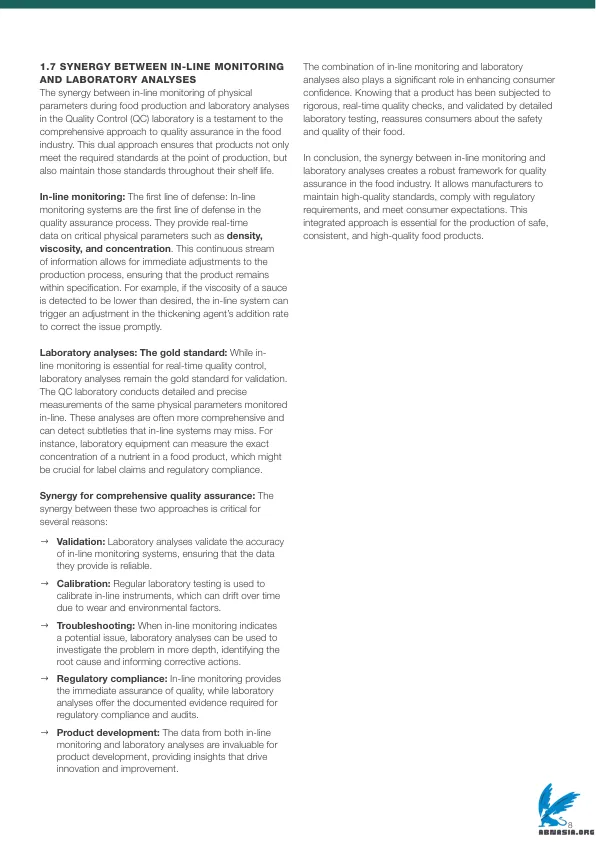 1.7 SYNERGY BETWEEN IN-LINE MONITORING
AND LABORATORY ANALYSES
The synergy between in-line monitoring of physical
parameters during food production and laboratory analyses
in the Quality Control (QC) laboratory is a testament to the
comprehensive approach to quality assurance in the food
industry. This dual approach ensures that products not only
meet the required standards at the point of production, but
also maintain those standards throughout their shelf life.
In-line monitoring: The first line of defense: In-line
monitoring systems are the first line of defense in the
quality assurance process. They provide real-time
data on critical physical parameters such as density,
viscosity, and concentration. This continuous stream
of information allows for immediate adjustments to the
production process, ensuring that the product remains
within specification. For example, if the viscosity of a sauce
is detected to be lower than desired, the in-line system can
trigger an adjustment in the thickening agent's addition rate
to correct the issue promptly.
Laboratory analyses: The gold standard: While in-
line monitoring is essential for real-time quality control,
laboratory analyses remain the gold standard for validation.
The QC laboratory conducts detailed and precise
measurements of the same physical parameters monitored
in-line. These analyses are often more comprehensive and
can detect subtleties that in-line systems may miss. For
instance, laboratory equipment can measure the exact
concentration of a nutrient in a food product, which might
be crucial for label claims and regulatory compliance.
Synergy for comprehensive quality assurance: The
synergy between these two approaches is critical for
several reasons:
→ Validation: Laboratory analyses validate the accuracy
of in-line monitoring systems, ensuring that the data
they provide is reliable.
→ Calibration: Regular laboratory testing is used to
calibrate in-line instruments, which can drift over time
due to wear and environmental factors.
→ Troubleshooting: When in-line monitoring indicates
a potential issue, laboratory analyses can be used to
investigate the problem in more depth, identifying the
root cause and informing corrective actions.
→ Regulatory compliance: In-line monitoring provides
the immediate assurance of quality, while laboratory
analyses offer the documented evidence required for
regulatory compliance and audits.
→ Product development: The data from both in-line
monitoring and laboratory analyses are invaluable for
product development, providing insights that drive
innovation and improvement.
The combination of in-line monitoring and laboratory
analyses also plays a significant role in enhancing consumer
confidence. Knowing that a product has been subjected to
rigorous, real-time quality checks, and validated by detailed
laboratory testing, reassures consumers about the safety
and quality of their food.
In conclusion, the synergy between in-line monitoring and
laboratory analyses creates a robust framework for quality
assurance in the food industry. It allows manufacturers to
maintain high-quality standards, comply with regulatory
requirements, and meet consumer expectations. This
integrated approach is essential for the production of safe,
consistent, and high-quality food products.
8
ABNASIA.ORG